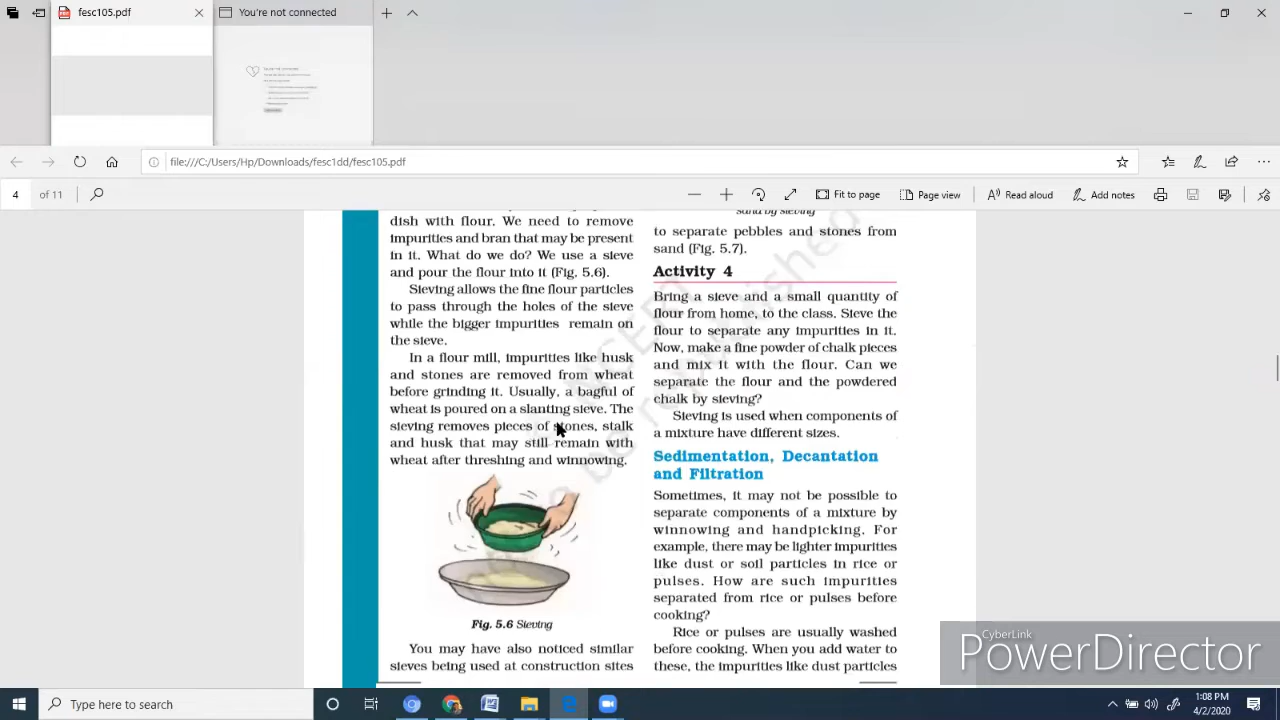 fesc105.pdf
You're not connected
file:///C:/Users/Hp/Downloads/fesc1dd/fesc105.pdf
4 of 11
Fit to page
Page view
Read aloud
Add notes
dish with flour. We need to remove
impurities and bran that may be present
in it. What do we do? We use a sieve
and pour the flour into it (Fig. 5.6).
Sieving allows the fine flour particles
to pass through the holes of the sieve
while the bigger impurities remain on
the sieve.
In a flour mill, impurities like husk
and stones are removed from wheat
before grinding it. Usually, a bagful of
wheat is poured on a slanting sieve. The
sieving removes pieces of stones, stalk
and husk that may still remain with
wheat after threshing and winnowing.
Fig. 5.6 Sieving
You may have also noticed similar
sieves being used at construction sites
sand by sieving
to separate pebbles and stones from
sand (Fig. 5.7).
Activity 4
Bring a sieve and a small quantity of
flour from home, to the class. Sieve the
flour to separate any impurities in it.
Now, make a fine powder of chalk pieces
and mix it with the flour. Can we
separate the flour and the powdered
chalk by sieving?
Sieving is used when components of
a mixture have different sizes.
Sedimentation, Decantation
and Filtration
Sometimes, it may not be possible to
separate components of a mixture by
winnowing and handpicking. For
example, there may be lighter impurities
like dust or soil particles in rice or
pulses. How are such impurities
separated from rice or pulses before
cooking?
Rice or pulses are usually washed
before cooking. When you add water to
these, the impurities like dust particles
CyberLink
PowerDirector
Type here to search
1:08 PM
4/2/2020